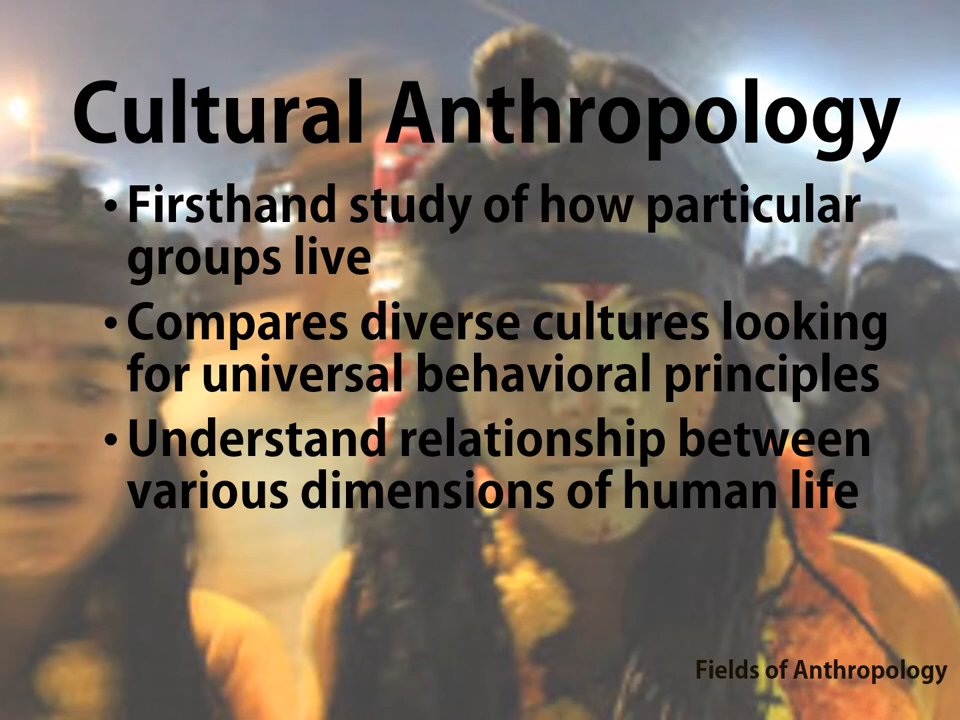 Cultural Anthropology
• Firsthand study of how particular
groups live
• Compares diverse cultures looking
for universal behavioral principles
• Understand relationship between
various dimensions of human life
Fields of Anthropology